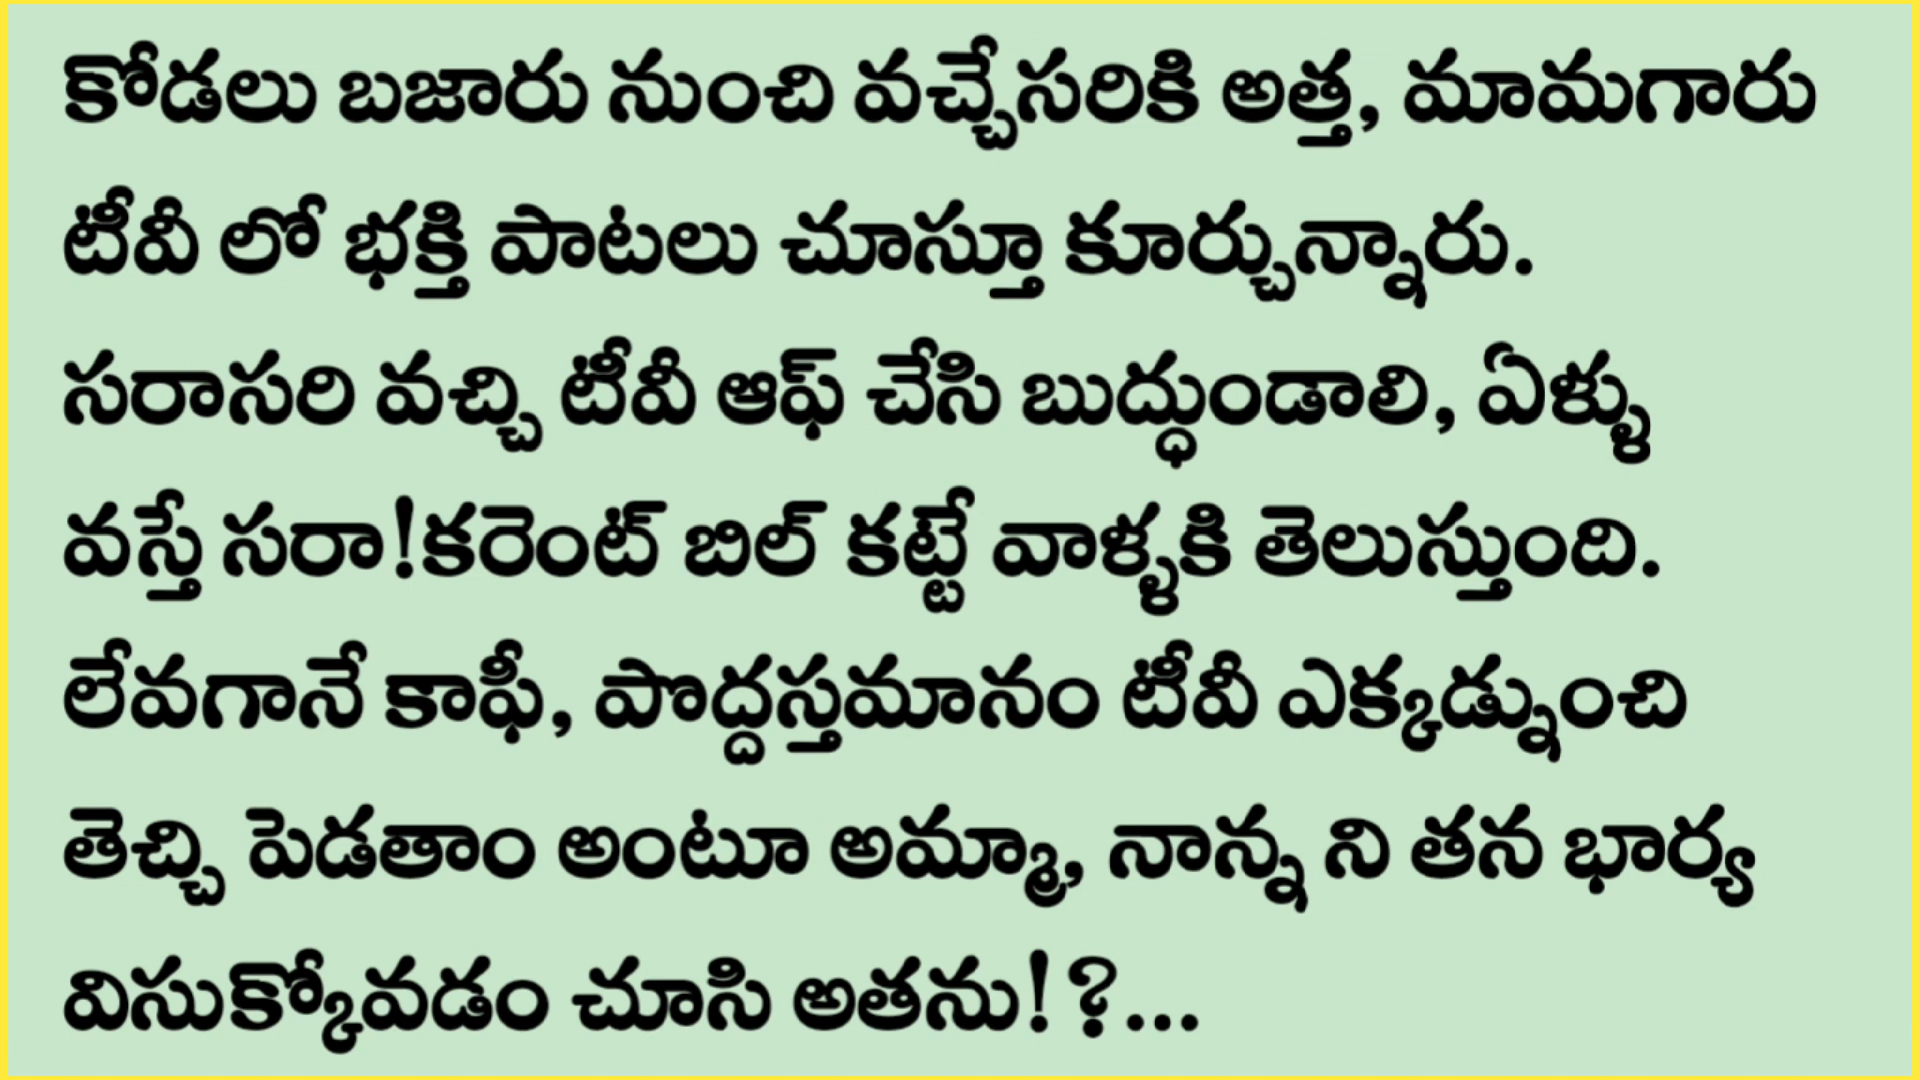 కోడలు బజారు నుంచి వచ్చేసరికి అత్త, మామగారు
టీవీ లో భక్తి పాటలు చూస్తూ కూర్చున్నారు.
సరాసరి వచ్చి టీవీ ఆఫ్ చేసి బుద్ధుండాలి, ఏళ్ళు
వస్తే సరా!కరెంట్ బిల్ కట్టే వాళ్ళకి తెలుస్తుంది.
లేవగానే కాఫీ, పొద్దస్తమానం టీవీ ఎక్కడ్నుంచి
తెచ్చి పెడతాం అంటూ అమ్మా, నాన్న ని తన భార్య
విసుక్కోవడం చూసి అతను!?...